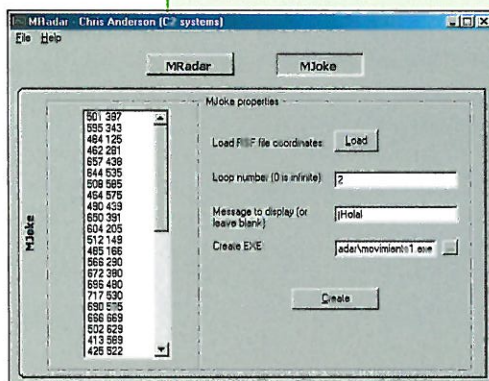 MRadar - Chris Anderson (C2 systems)
File Help
MRadar MJoke
MJoke
MJoke properties
501 387
595 343
484 125
462 281
657 438
644 535
508 585
464 575
490 439
650 391
604 205
512 149
485 166
566 290
672 380
696 480
717 530
690
666 669
502 629
413 569
425 522
Load file coordinates: Load
Loop number (0 is infinite): 2
Message to display (or leave blank) ¡Hola!
Create EXE adar\movimiento1.exe ...
Create